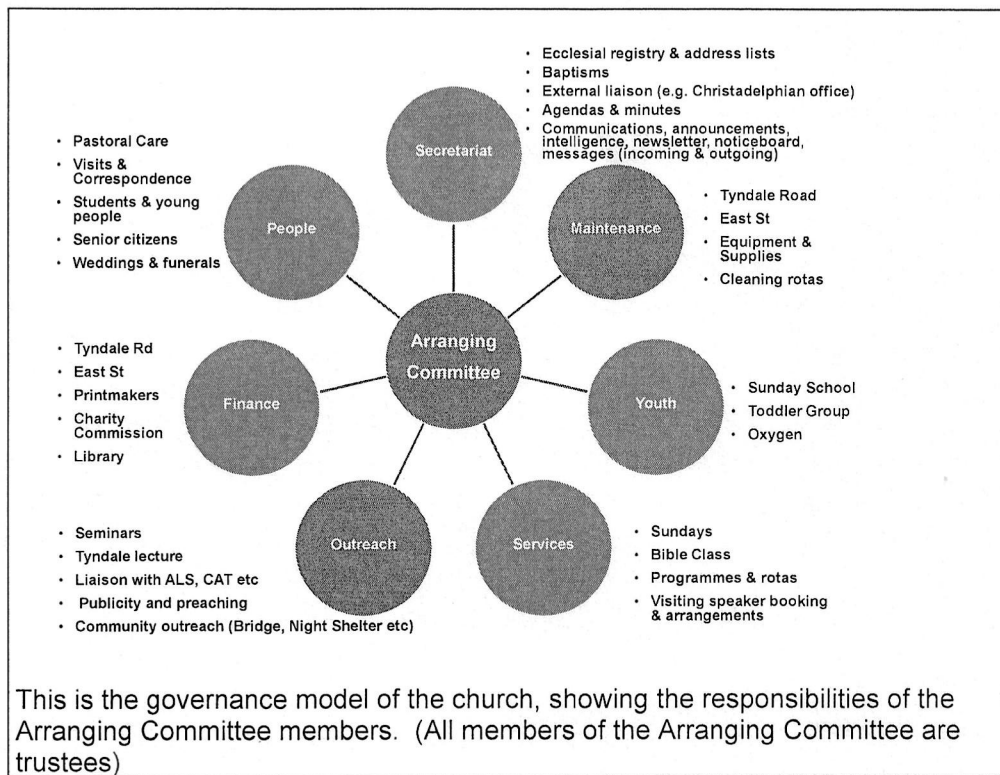 • Ecclesial registry & address lists
• Baptisms
• External liaison (e.g. Christadelphian office)
• Agendas & minutes
• Communications, announcements,
intelligence, newsletter, noticeboard,
messages (incoming & outgoing)
Secretariat
• Pastoral Care
• Visits &
Correspondence
• Students & young
people
• Senior citizens
• Weddings & funerals
People
Maintenance
• Tyndale Road
• East St
• Equipment &
Supplies
• Cleaning rotas
Arranging
Committee
• Tyndale Rd
• East St
• Printmakers
• Charity
Commission
• Library
Finance
Youth
• Sunday School
• Toddler Group
• Oxygen
• Seminars
• Tyndale lecture
• Liaison with ALS, CAT etc
• Publicity and preaching
• Community outreach (Bridge, Night Shelter etc)
Outreach
Services
• Sundays
• Bible Class
• Programmes & rotas
• Visiting speaker booking
& arrangements
This is the governance model of the church, showing the responsibilities of the
Arranging Committee members. (All members of the Arranging Committee are
trustees)